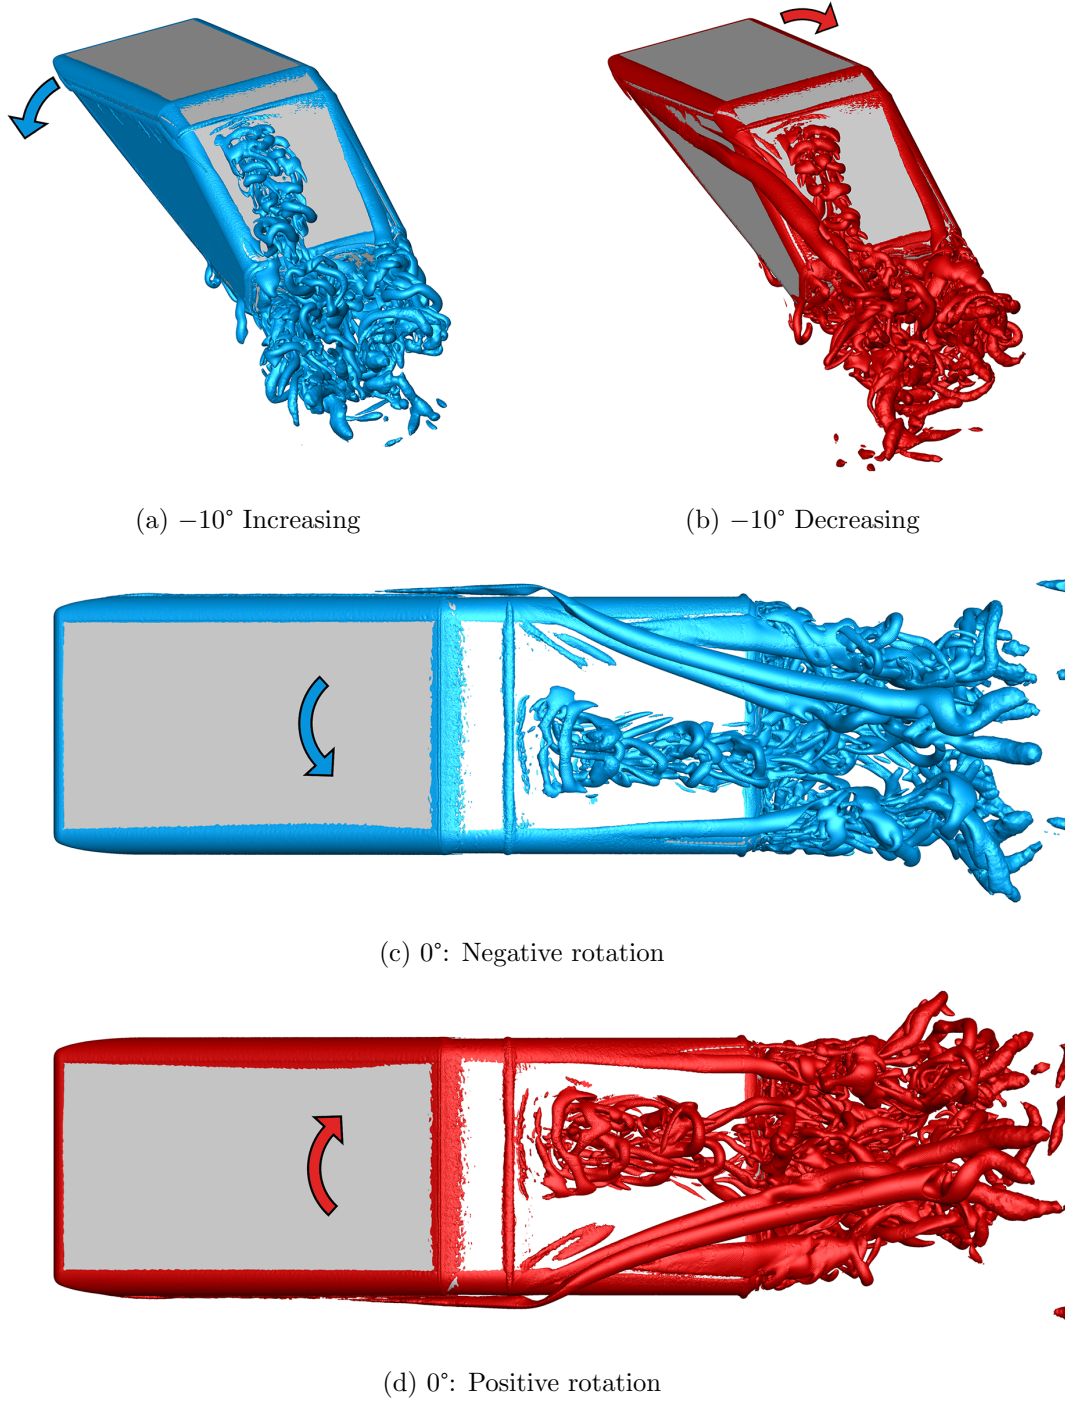 (a) −10° Increasing
(b) −10° Decreasing
(c) 0°: Negative rotation
(d) 0°: Positive rotation